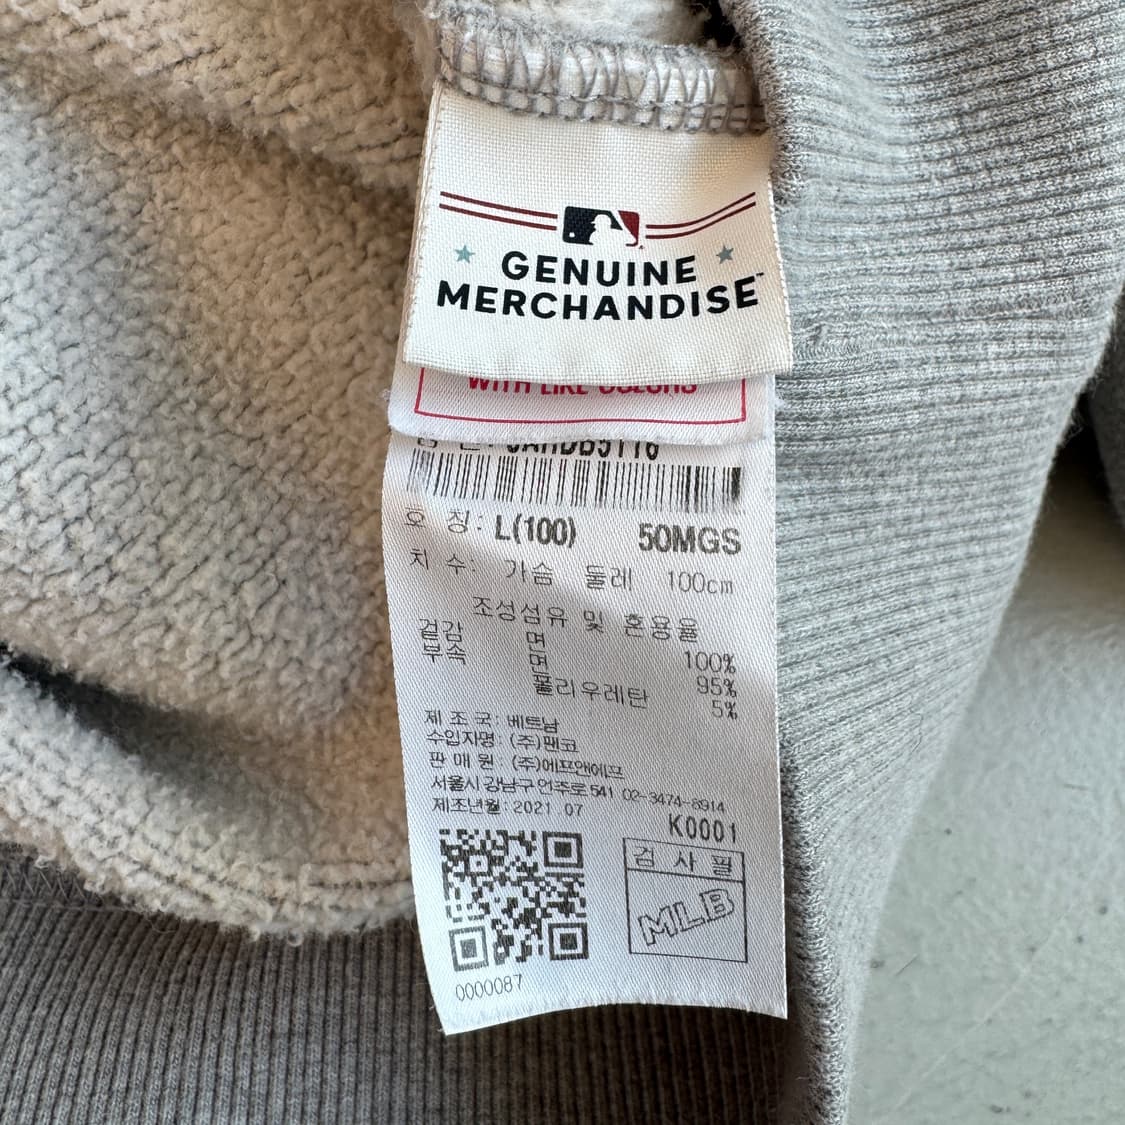 GENUINE
MERCHANDISE™
WITH LIKE COLORS
호 칭: L(100) 50MGS
치 수: 가슴 둘레 100cm
조성섬유 및 혼용율
겉감 면 100%
부속 면 95%
폴리우레탄 5%
제 조 국: 베트남
수입자명: (주)팬코
판 매 원: (주)에프앤에프
서울시 강남구 언주로 541 02-3474-8914
제조년월: 2021 07
K0001
검 사 필
MLB
0000087